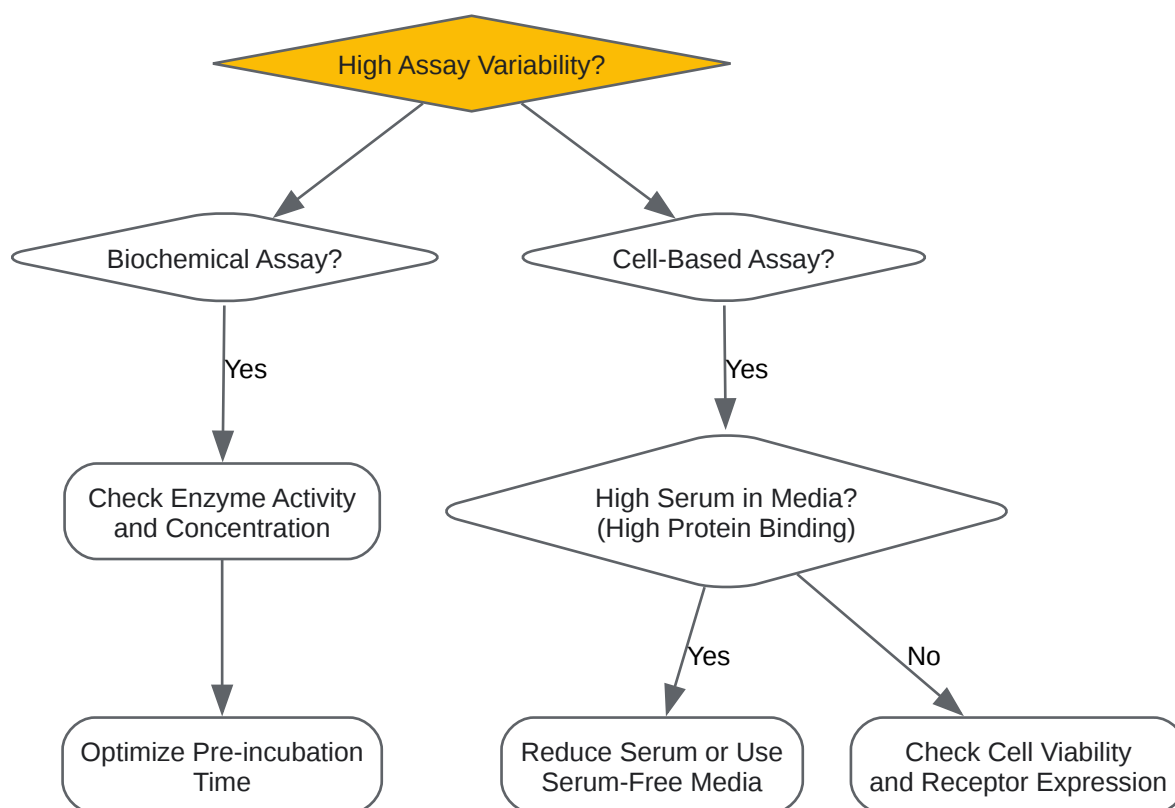 High Assay Variability?
Biochemical Assay?
Cell-Based Assay?
Yes
Yes
Check Enzyme Activity
and Concentration
High Serum in Media?
(High Protein Binding)
Yes
No
Optimize Pre-incubation
Time
Reduce Serum or Use
Serum-Free Media
Check Cell Viability
and Receptor Expression